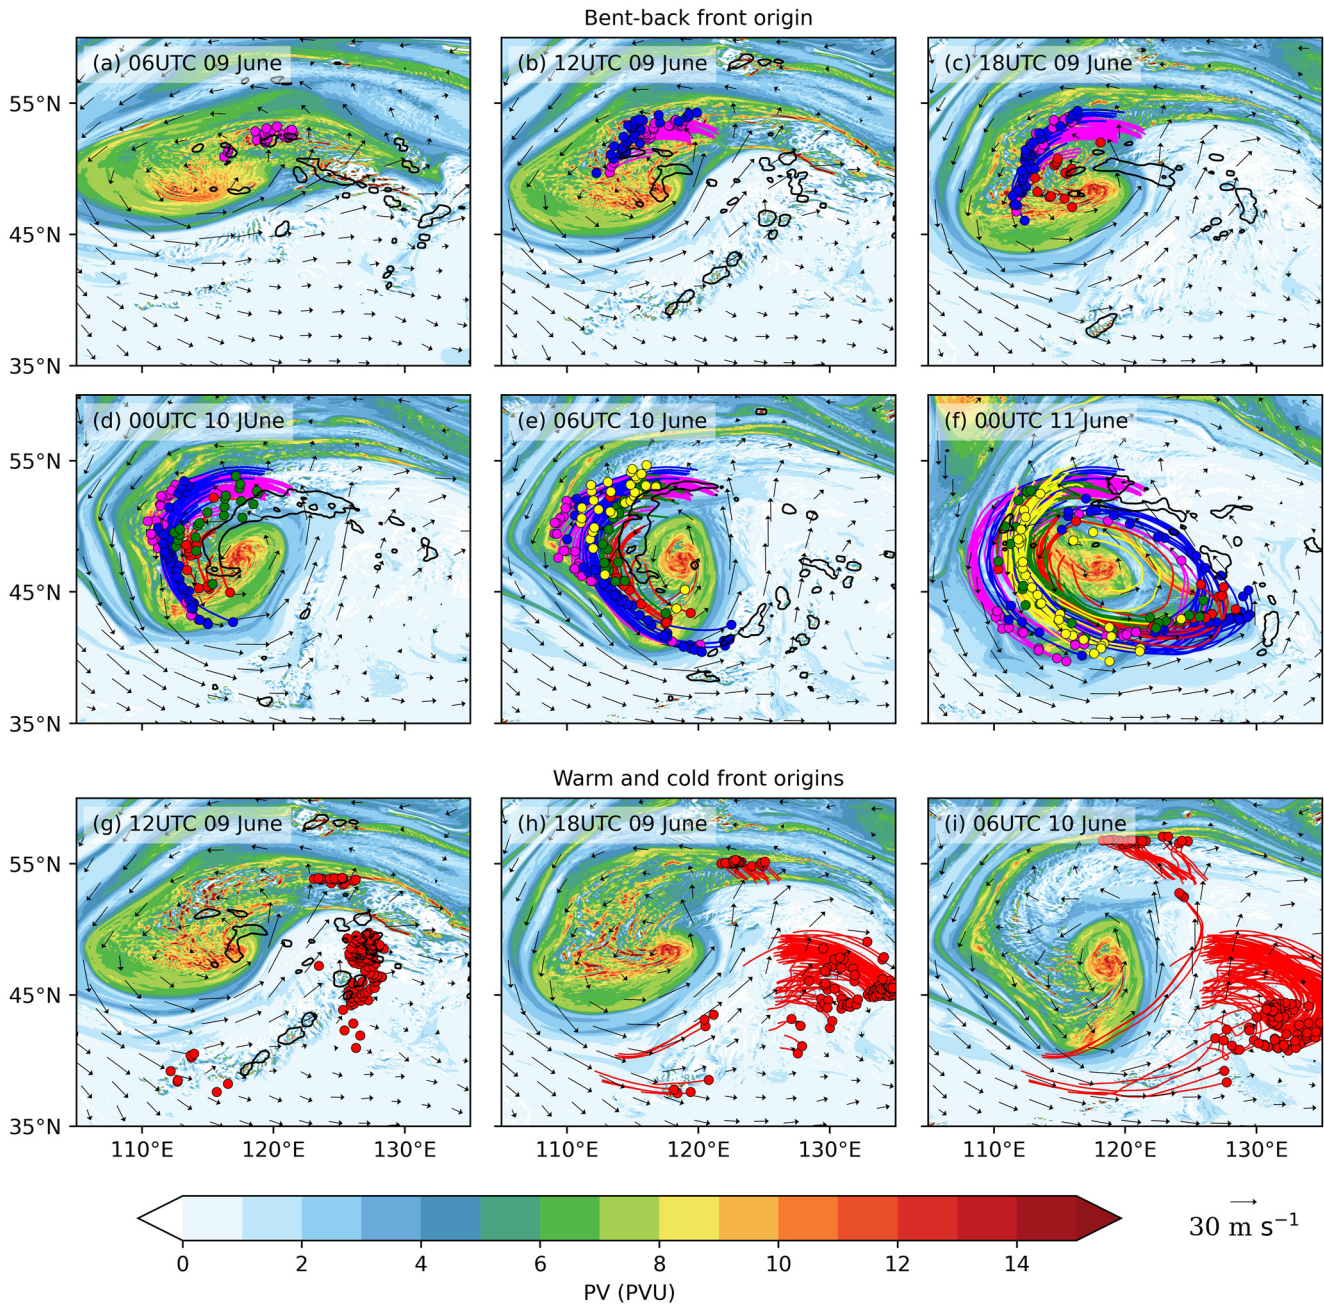 Bent-back front origin
(a) 06UTC 09 June
(b) 12UTC 09 June
(c) 18UTC 09 June
55°N
45°N
35°N
(d) 00UTC 10 JUne
(e) 06UTC 10 June
(f) 00UTC 11 June
55°N
45°N
35°N
Warm and cold front origins
(g) 12UTC 09 June
(h) 18UTC 09 June
(i) 06UTC 10 June
55°N
45°N
35°N
110°E 120°E 130°E
110°E 120°E 130°E
110°E 120°E 130°E
0 2 4 6 8 10 12 14
PV (PVU)
30 m s⁻¹